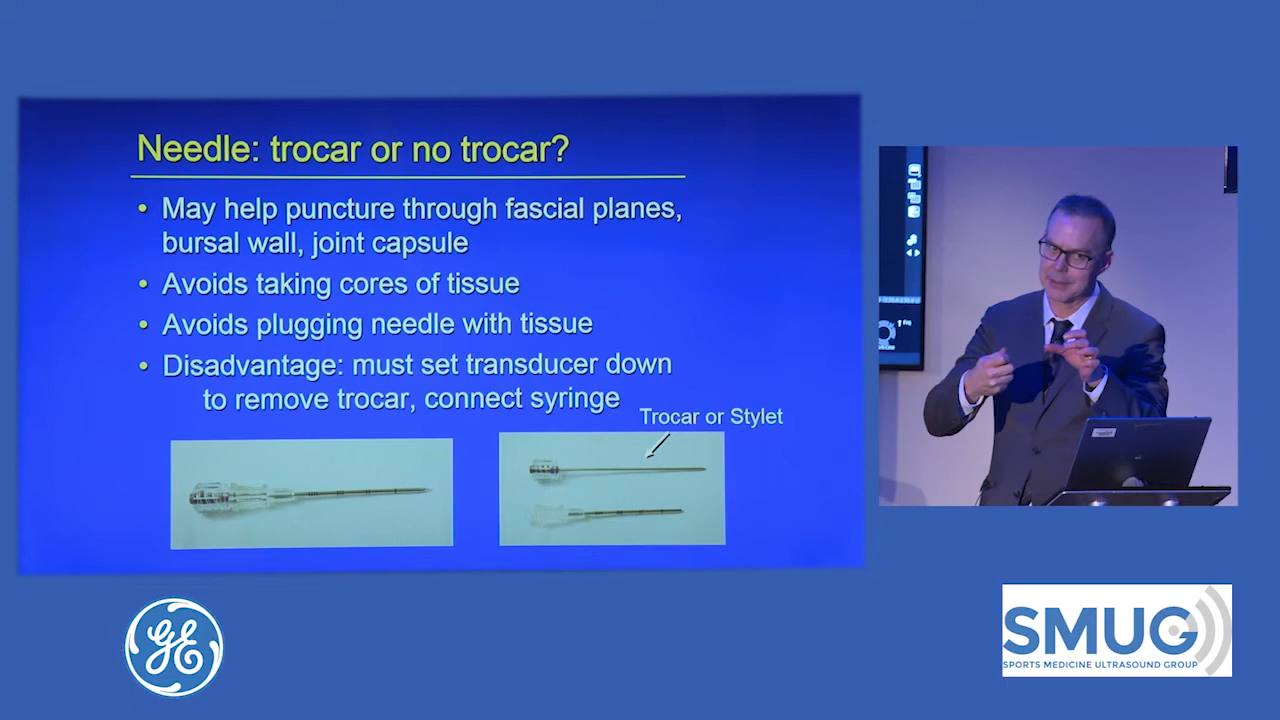 Needle: trocar or no trocar?
• May help puncture through fascial planes,
bursal wall, joint capsule
• Avoids taking cores of tissue
• Avoids plugging needle with tissue
• Disadvantage: must set transducer down
to remove trocar, connect syringe
Trocar or Stylet
GE
SMUG
SPORTS MEDICINE ULTRASOUND GROUP